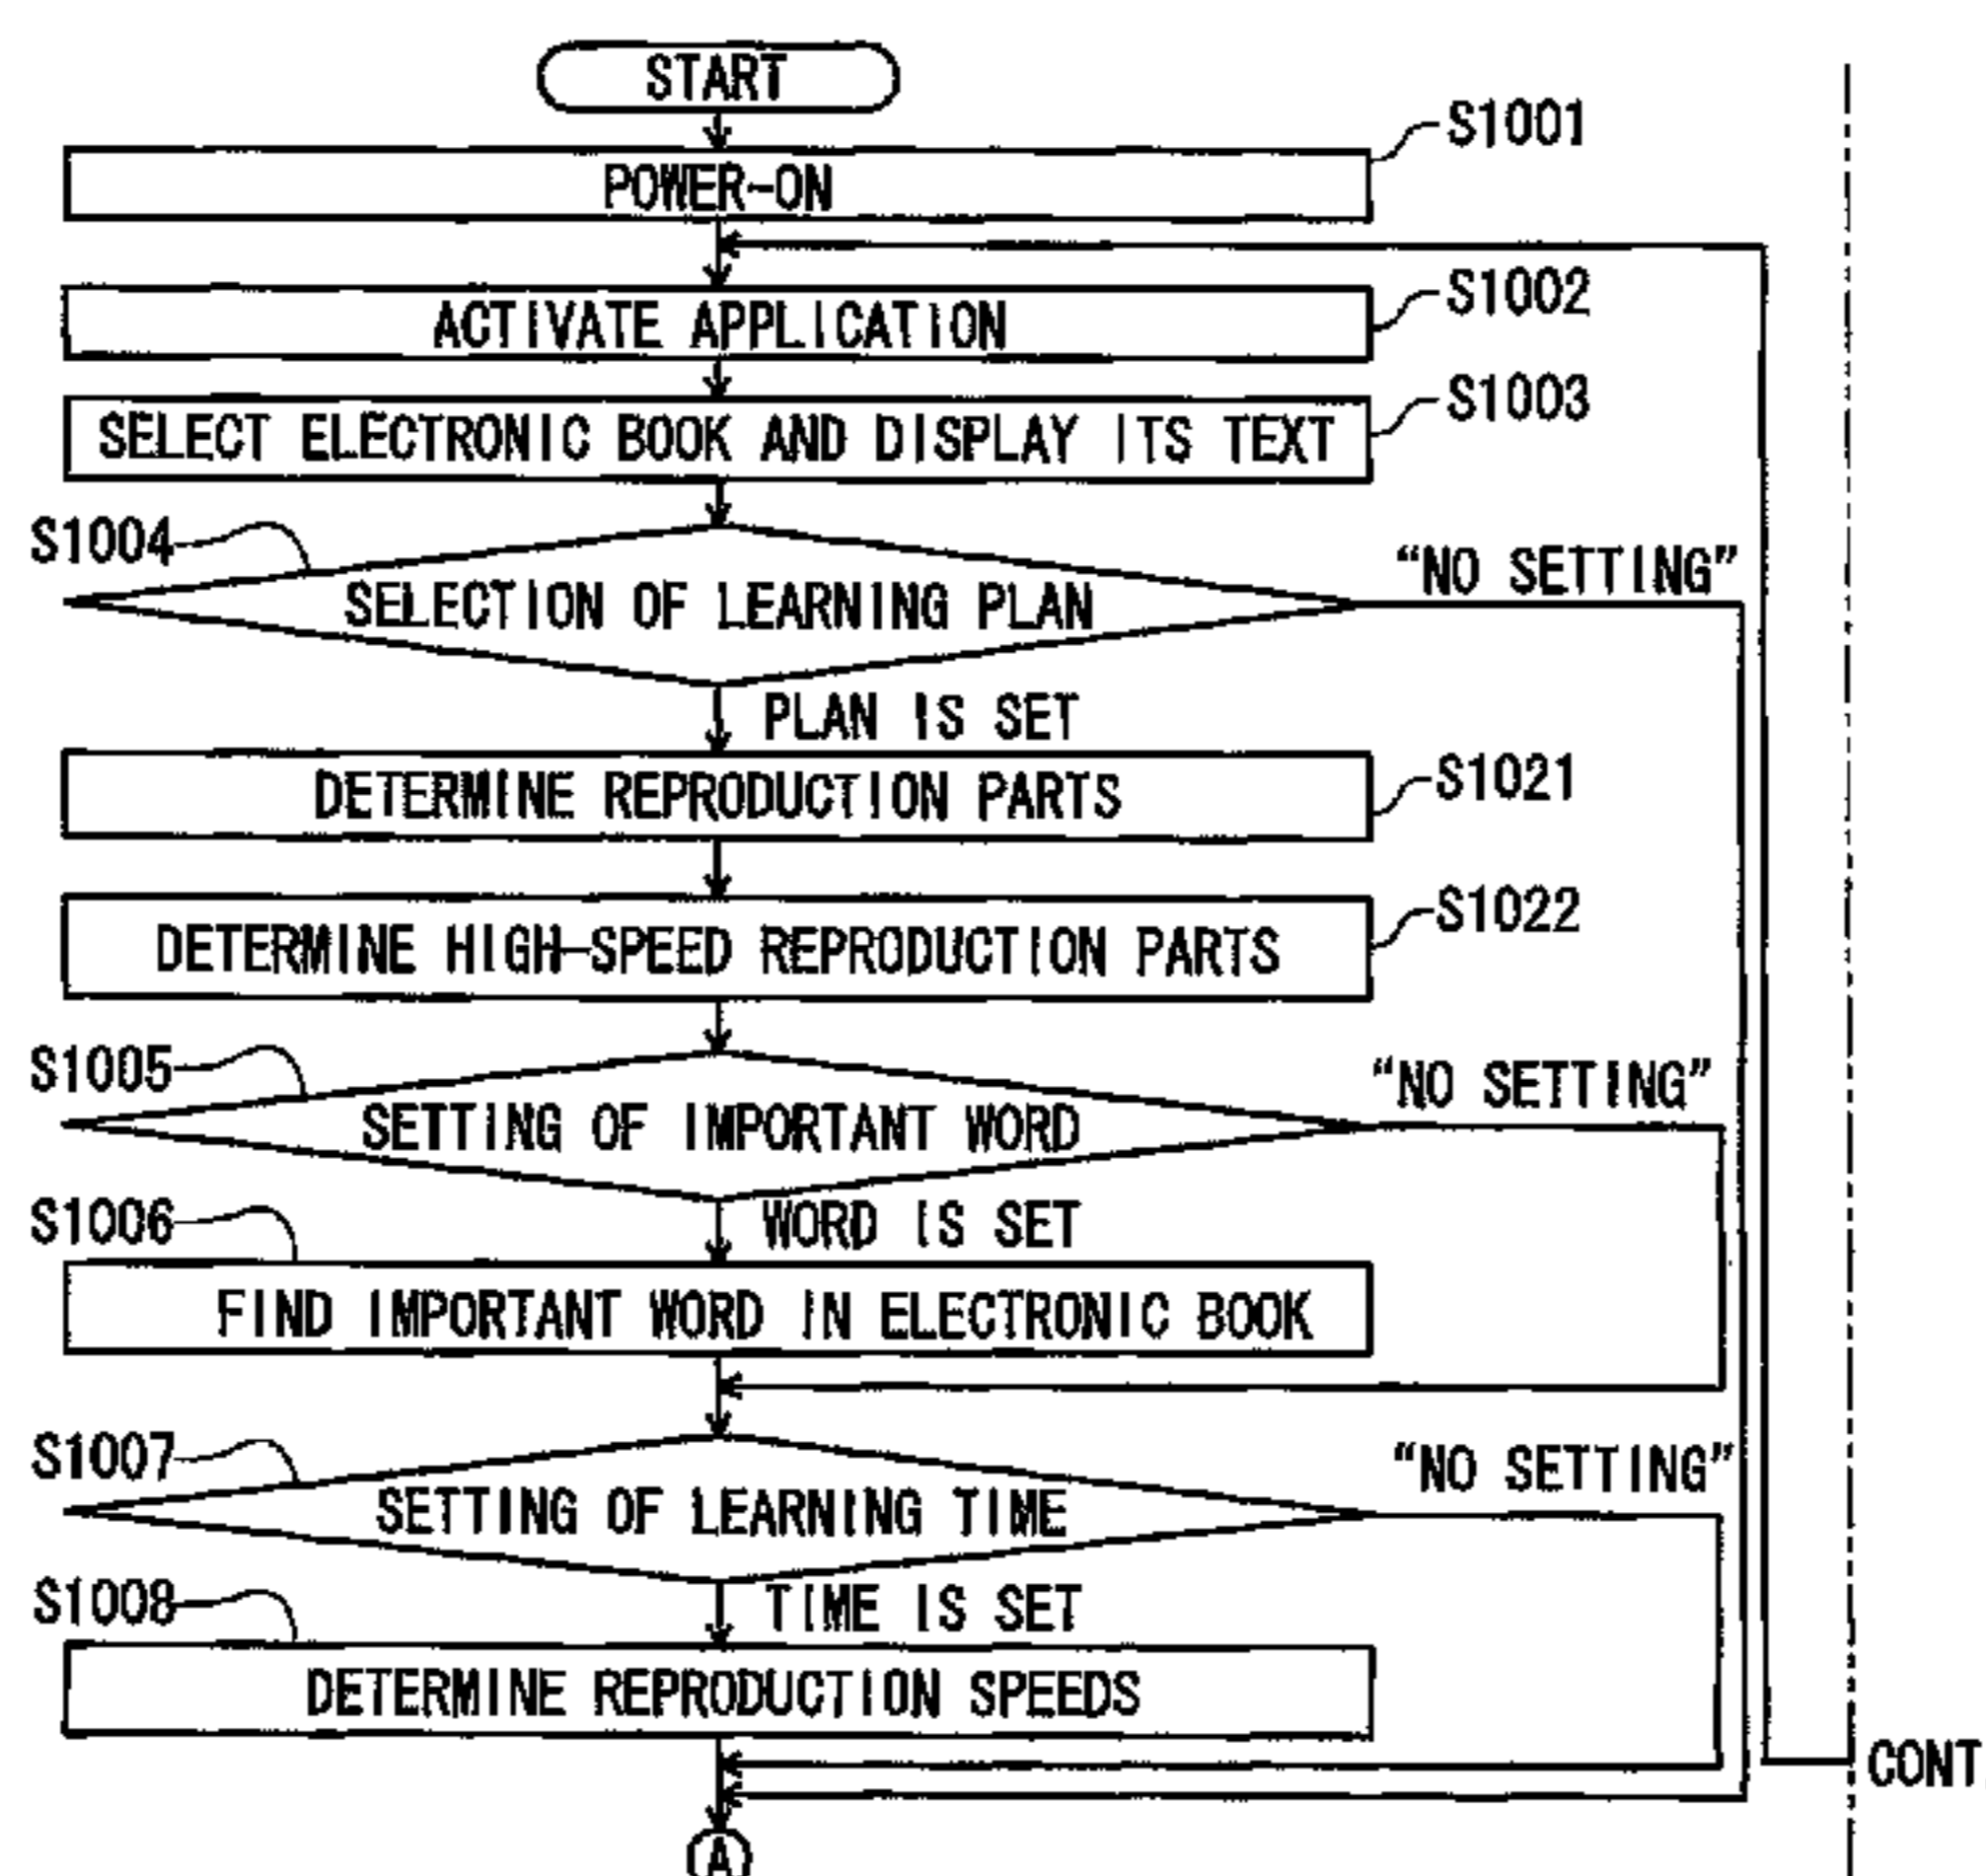 START
S1001
POWER-ON
S1002
ACTIVATE APPLICATION
S1003
SELECT ELECTRONIC BOOK AND DISPLAY ITS TEXT
S1004
"NO SETTING"
SELECTION OF LEARNING PLAN
PLAN IS SET
S1021
DETERMINE REPRODUCTION PARTS
S1022
DETERMINE HIGH-SPEED REPRODUCTION PARTS
S1005
"NO SETTING"
SETTING OF IMPORTANT WORD
S1006
WORD IS SET
FIND IMPORTANT WORD IN ELECTRONIC BOOK
S1007
"NO SETTING"
SETTING OF LEARNING TIME
S1008
TIME IS SET
DETERMINE REPRODUCTION SPEEDS
CONT.
A